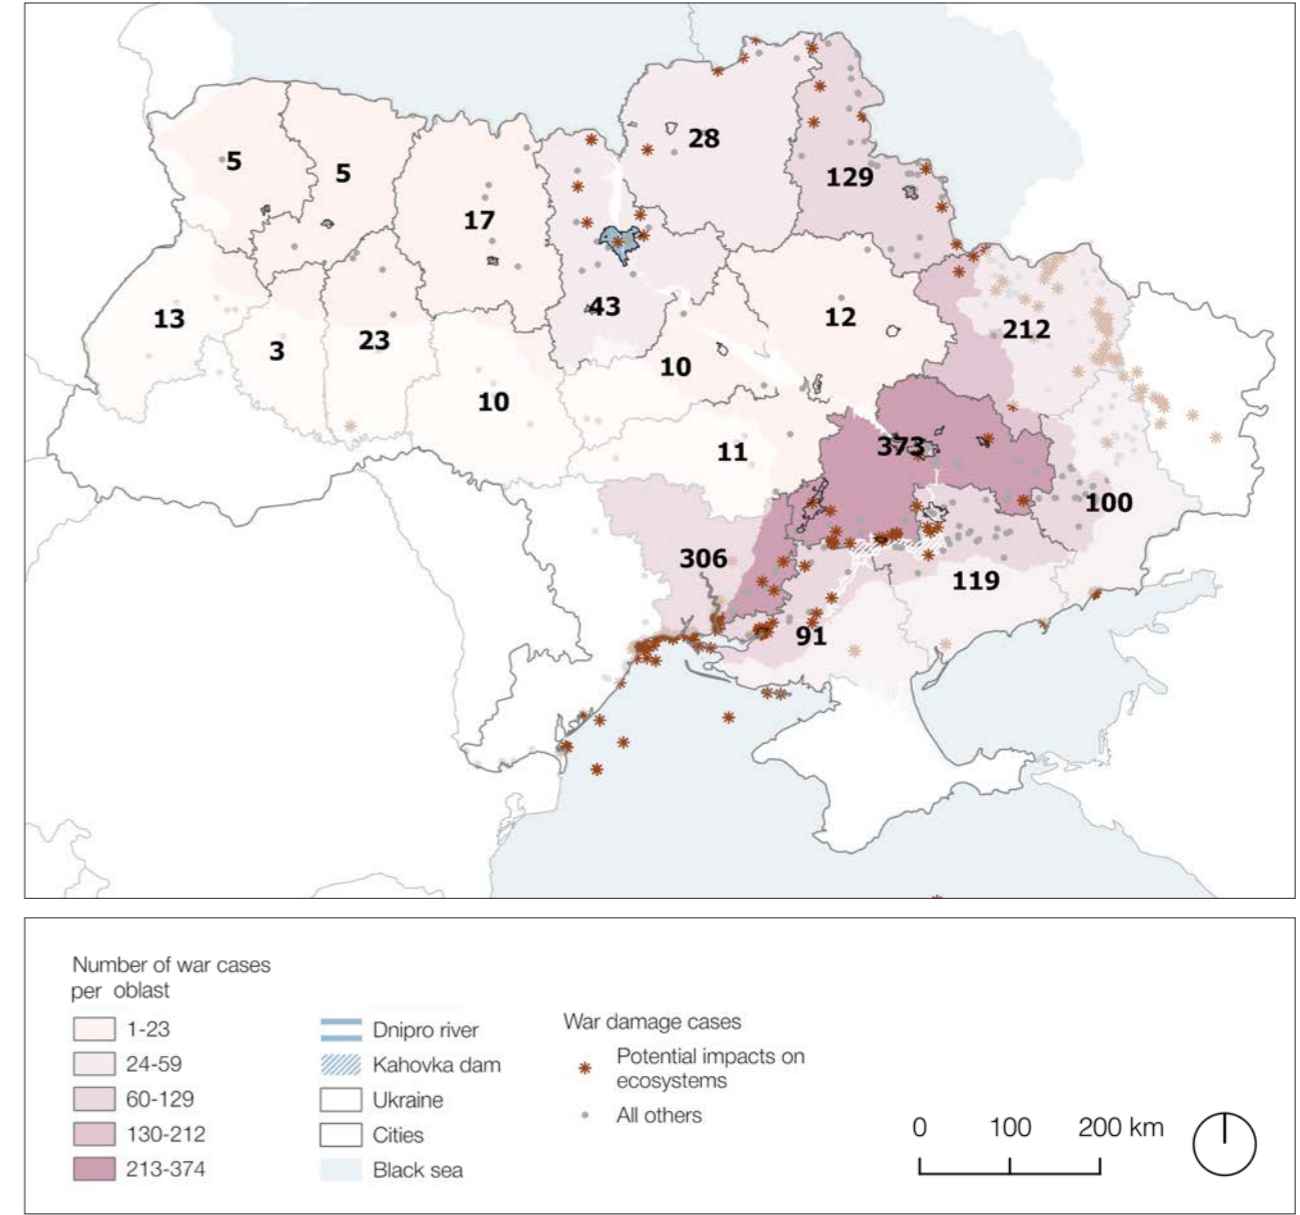 28
5
129
5
17
43
13
12
212
23
3
10
10
373
11
100
306
119
91
Number of war cases
per oblast
1-23
24-59
60-129
130-212
213-374
Dnipro river
Kahovka dam
Ukraine
Cities
Black sea
War damage cases
Potential impacts on
ecosystems
All others
0 100 200 km